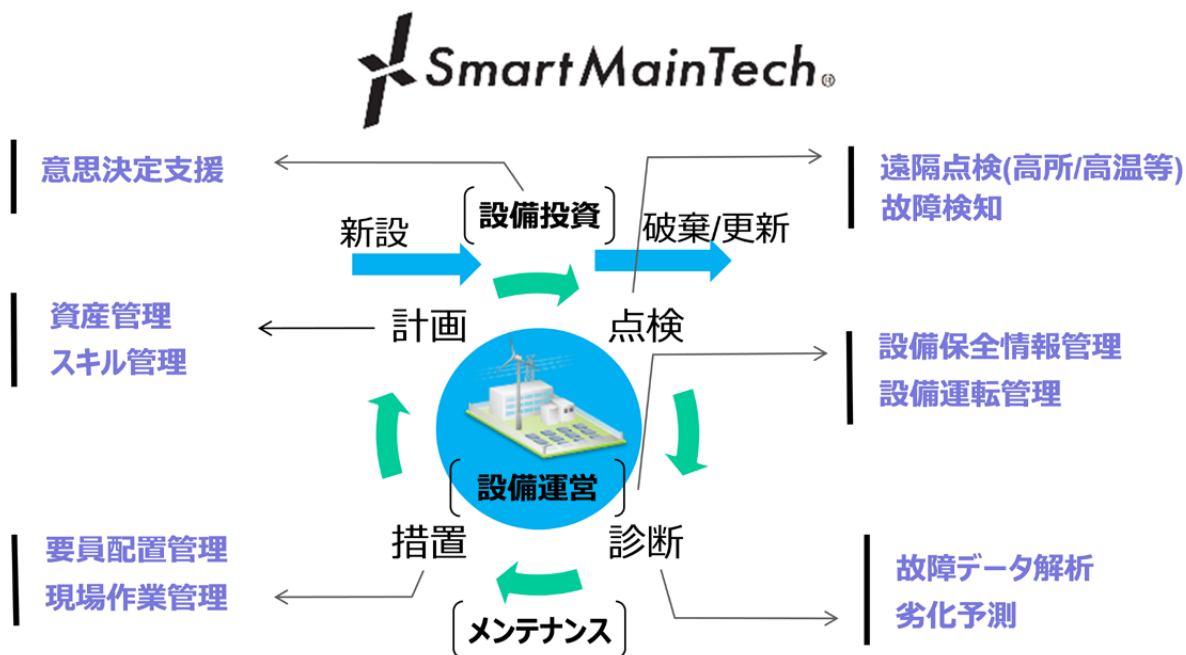 Smart MainTech®
意思決定支援
遠隔点検(高所/高温等)
故障検知
設備投資
新設
破棄/更新
資産管理
スキル管理
計画
点検
設備保全情報管理
設備運転管理
設備運営
措置
診断
要員配置管理
現場作業管理
故障データ解析
劣化予測
メンテナンス